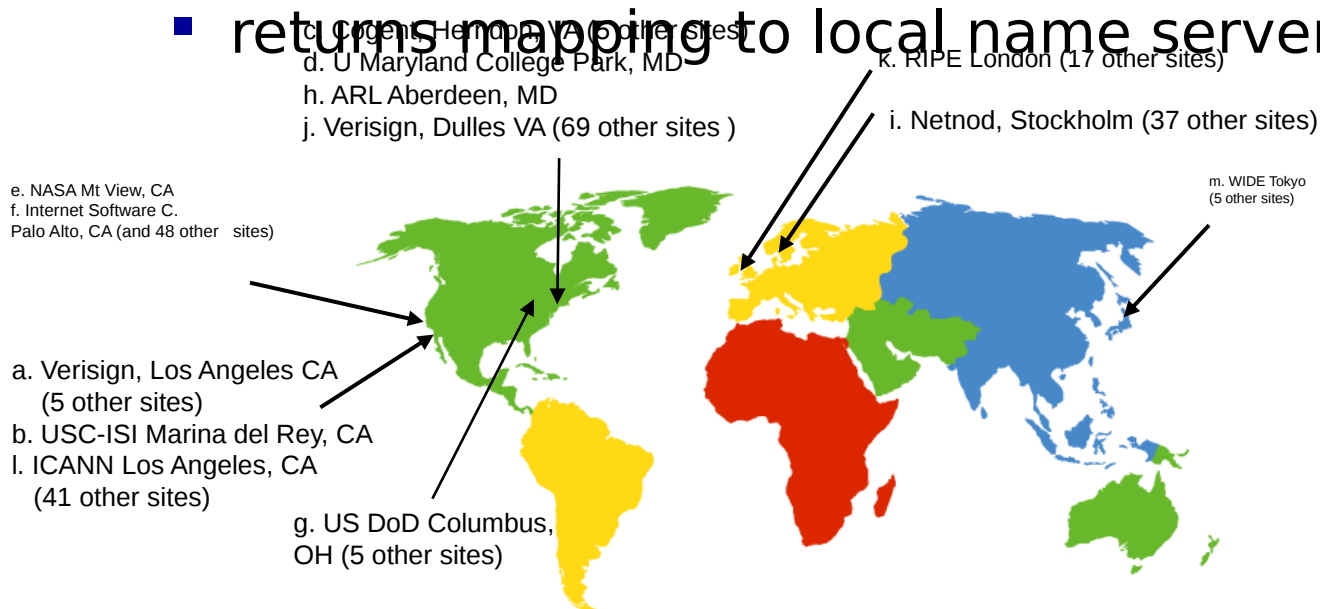 ■ returns mapping to local name server
c. Cogent, Herndon, VA (5 other sites)
d. U Maryland College Park, MD
h. ARL Aberdeen, MD
j. Verisign, Dulles VA (69 other sites )
k. RIPE London (17 other sites)
i. Netnod, Stockholm (37 other sites)
m. WIDE Tokyo
(5 other sites)
e. NASA Mt View, CA
f. Internet Software C.
Palo Alto, CA (and 48 other sites)
a. Verisign, Los Angeles CA
(5 other sites)
b. USC-ISI Marina del Rey, CA
l. ICANN Los Angeles, CA
(41 other sites)
g. US DoD Columbus,
OH (5 other sites)